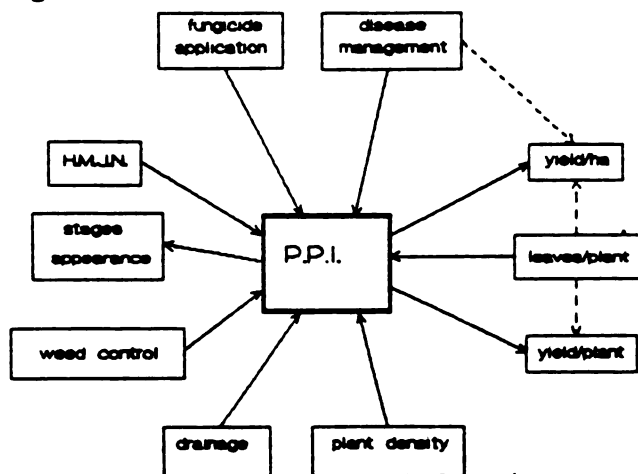 fungicide
application
disease
management
H.M.J.N.
yield/ha
stages
appearance
P.P.I.
leaves/plant
weed control
yield/plant
drainage
plant density